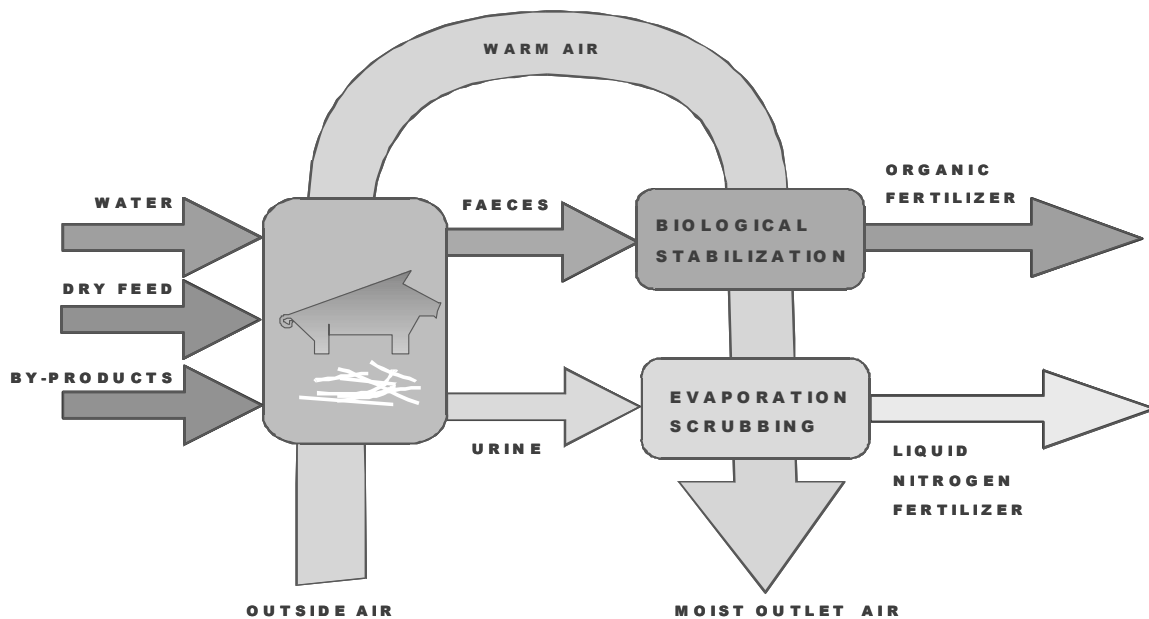 WARM AIR
WATER
DRY FEED
BY-PRODUCTS
FAECES
URINE
BIOLOGICAL
STABILIZATION
EVAPORATION
SCRUBBING
ORGANIC
FERTILIZER
LIQUID
NITROGEN
FERTILIZER
OUTSIDE AIR
MOIST OUTLET AIR